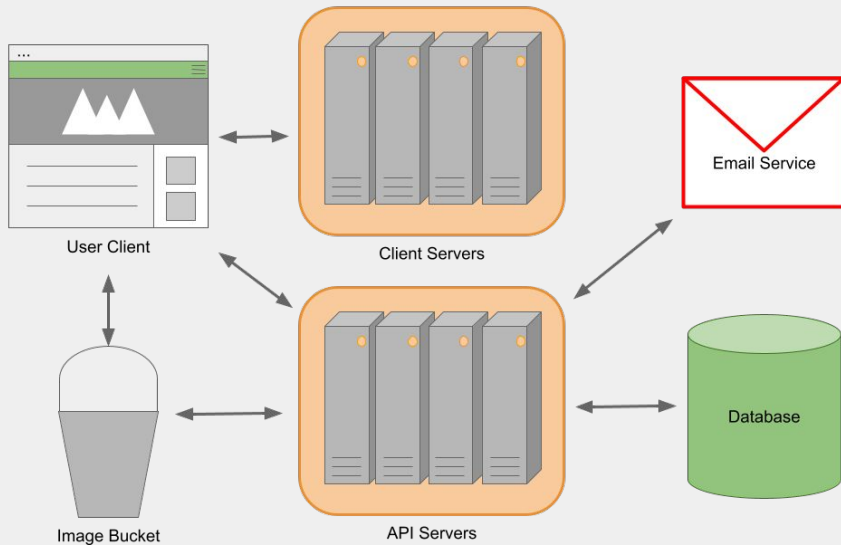 ...
User Client
Client Servers
Email Service
Image Bucket
API Servers
Database